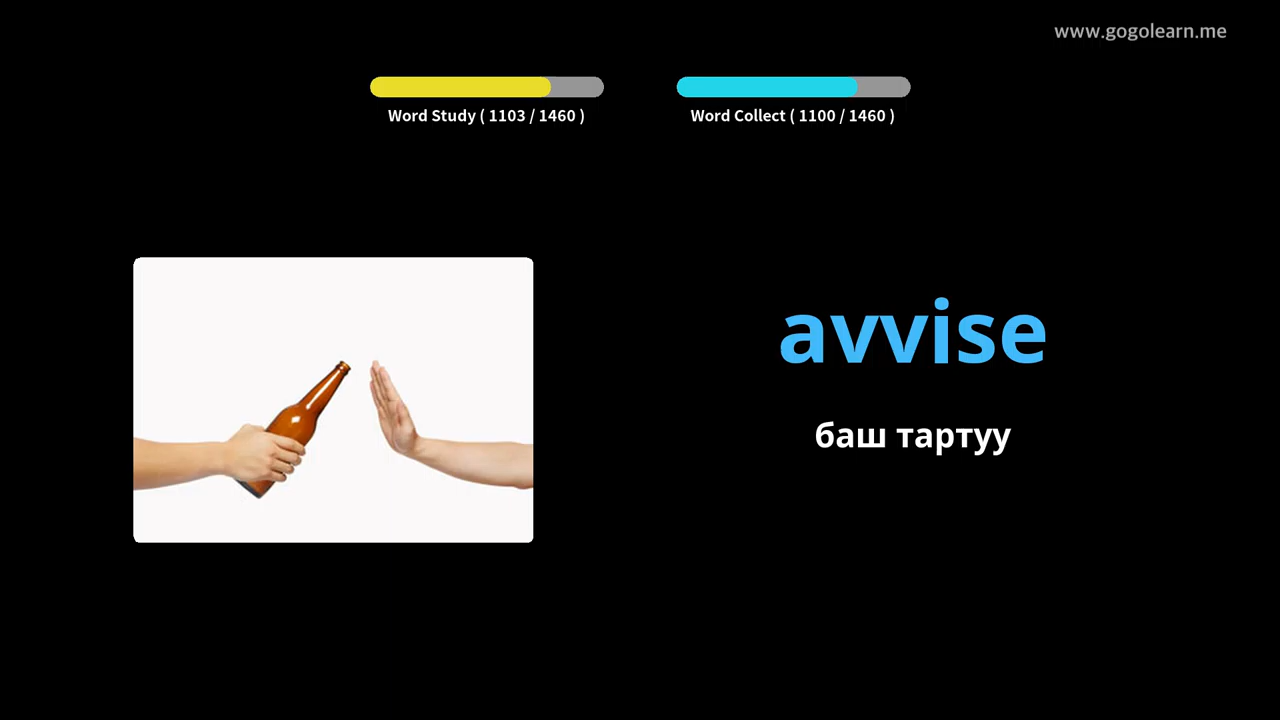 www.gogolearn.me
Word Study ( 1103 / 1460 )
Word Collect ( 1100 / 1460 )
avvise
баш тартуу